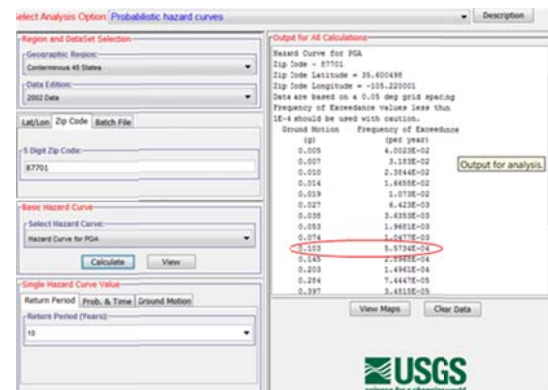 Select Analysis Option: Probabilistic hazard curves
Description
Region and DataSet Selection
Geographic Region:
Conterminous 48 States
Data Edition:
2002 Data
Lat/Lon Zip Code Batch File
5 Digit Zip Code:
87701
Basic Hazard Curve
Select Hazard Curve:
Hazard Curve for PGA
Calculate View
Single Hazard Curve Value
Return Period Prob. & Time Ground Motion
Return Period (Years):
10
Output for All Calculations
Hazard Curve for PGA
Zip Code - 87701
Zip Code Latitude = 35.600498
Zip Code Longitude = -105.220001
Data are based on a 0.05 deg grid spacing
Frequency of Exceedance values less than
1E-4 should be used with caution.
Ground Motion Frequency of Exceedance
(g) (per year)
0.005 4.0023E-02
0.007 3.183E-02
0.010 2.3844E-02
0.014 1.6655E-02
0.019 1.073E-02
0.027 6.423E-03
0.038 3.6353E-03
0.053 1.9681E-03
0.074 1.0477E-03
0.103 5.5734E-04
0.145 2.8968E-04
0.203 1.4961E-04
0.284 7.4447E-05
0.397 3.4815E-05
Output for analysis.
View Maps Clear Data
USGS
science for a changing world